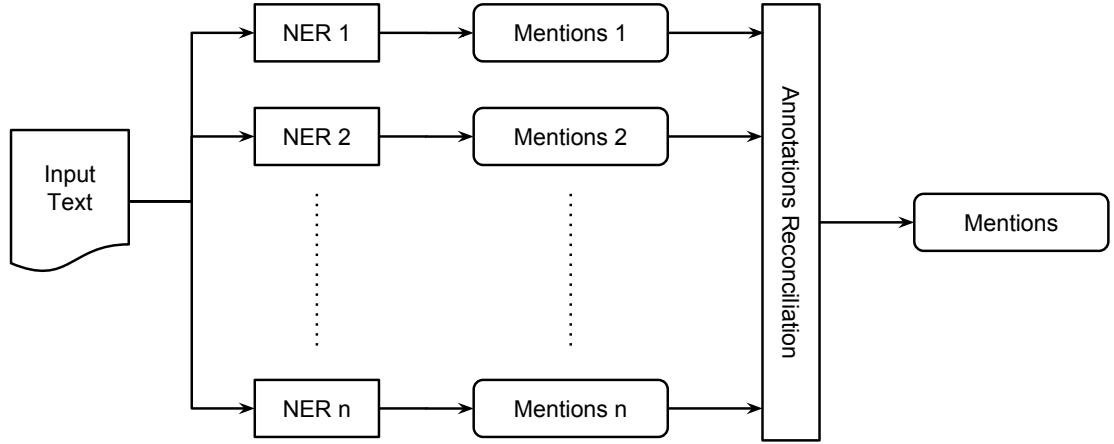 NER 1
Mentions 1
NER 2
Mentions 2
Input
Text
Annotations Reconciliation
Mentions
NER n
Mentions n